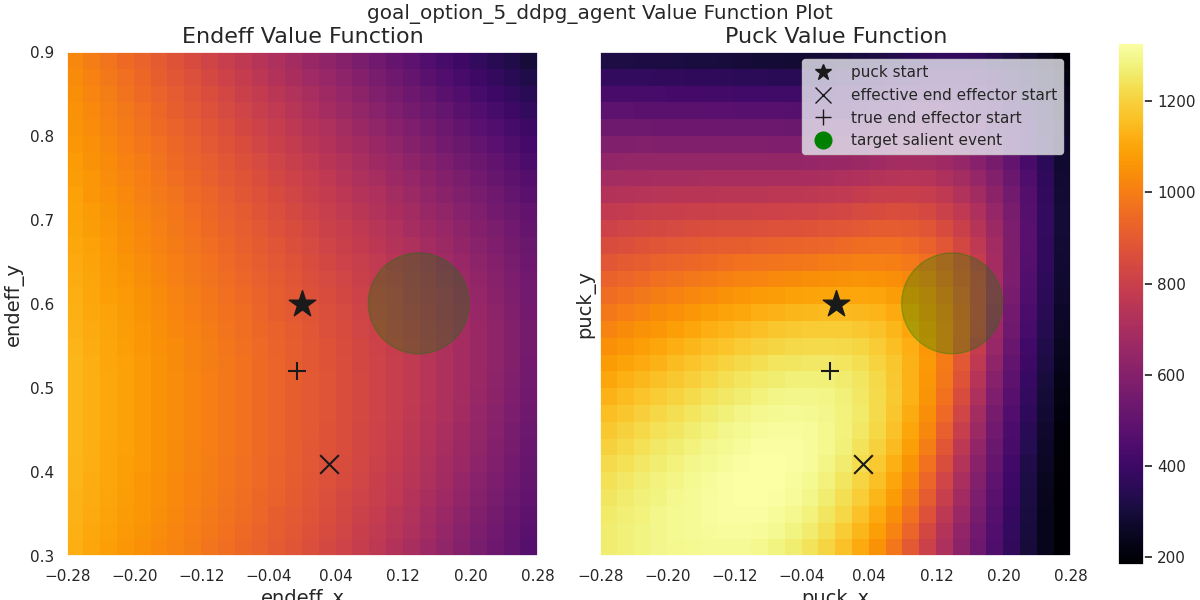 goal_option_5_ddpg_agent Value Function Plot
Endeff Value Function
Puck Value Function
endeff_y
0.9
0.8
0.7
0.6
0.5
0.4
0.3
−0.28 −0.20 −0.12 −0.04 0.04 0.12 0.20 0.28
endeff_x
puck_y
puck start
effective end effector start
true end effector start
target salient event
−0.28 −0.20 −0.12 −0.04 0.04 0.12 0.20 0.28
puck_x
1200
1000
800
600
400
200